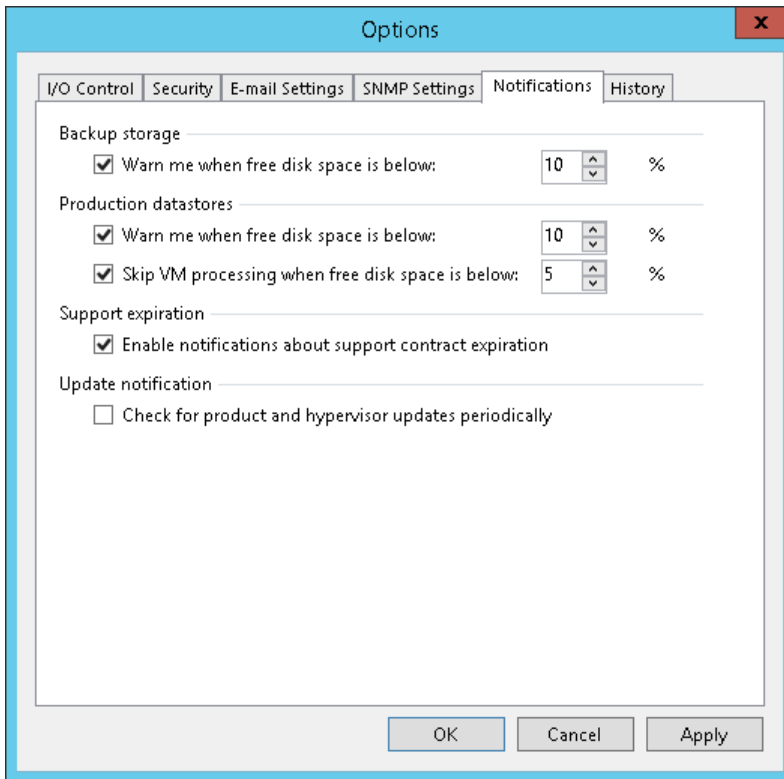 Options
x
I/O Control Security E-mail Settings SNMP Settings Notifications History
Backup storage
Warn me when free disk space is below: 10 %
Production datastores
Warn me when free disk space is below: 10 %
Skip VM processing when free disk space is below: 5 %
Support expiration
Enable notifications about support contract expiration
Update notification
Check for product and hypervisor updates periodically
OK Cancel Apply